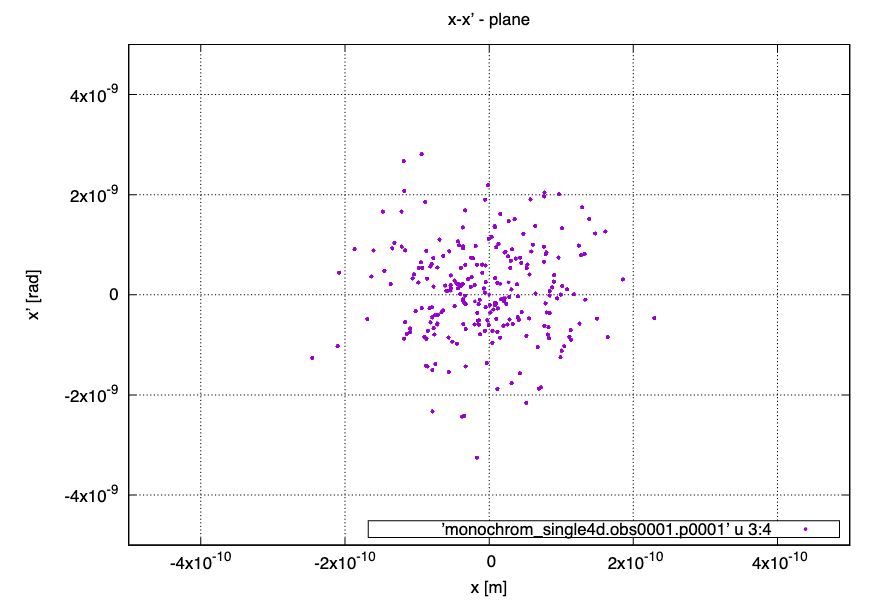 x-x’ - plane
4x10⁻⁹
2x10⁻⁹
0
-2x10⁻⁹
-4x10⁻⁹
x’ [rad]
’monochrom_single4d.obs0001.p0001’ u 3:4
-4x10⁻¹⁰ -2x10⁻¹⁰ 0 2x10⁻¹⁰ 4x10⁻¹⁰
x [m]